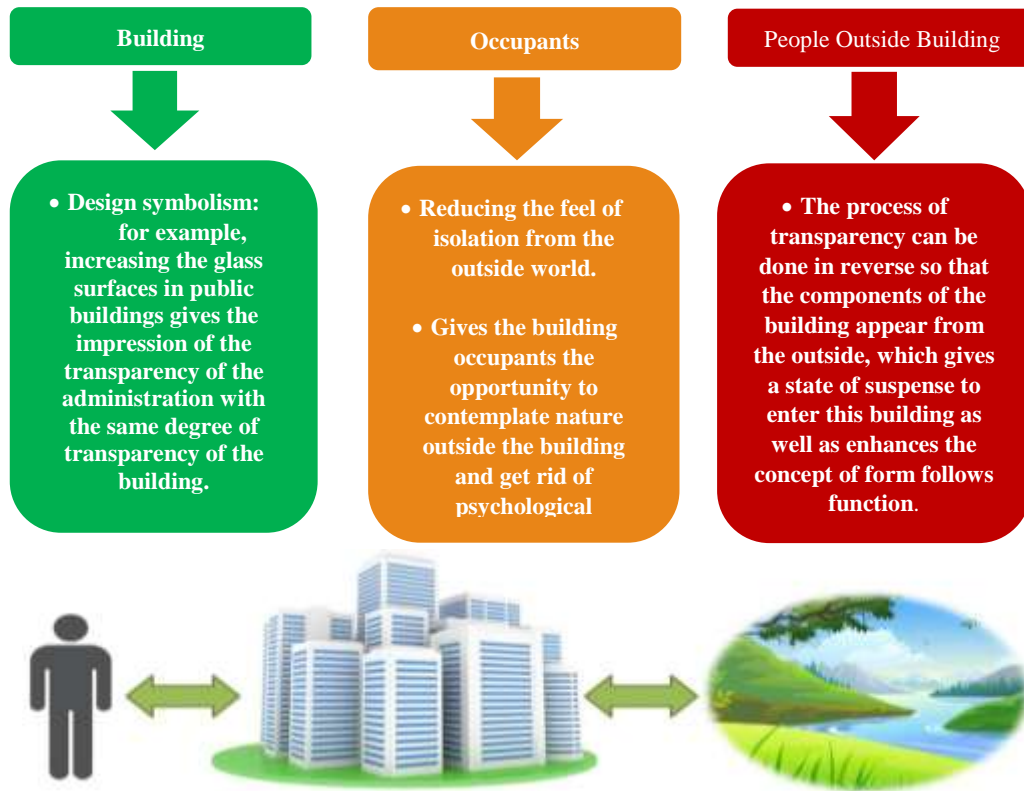 Building
• Design symbolism:
for example,
increasing the glass
surfaces in public
buildings gives the
impression of the
transparency of the
administration with
the same degree of
transparency of the
building.
Occupants
• Reducing the feel of
isolation from the
outside world.
• Gives the building
occupants the
opportunity to
contemplate nature
outside the building
and get rid of
psychological
People Outside Building
• The process of
transparency can be
done in reverse so that
the components of the
building appear from
the outside, which gives
a state of suspense to
enter this building as
well as enhances the
concept of form follows
function.